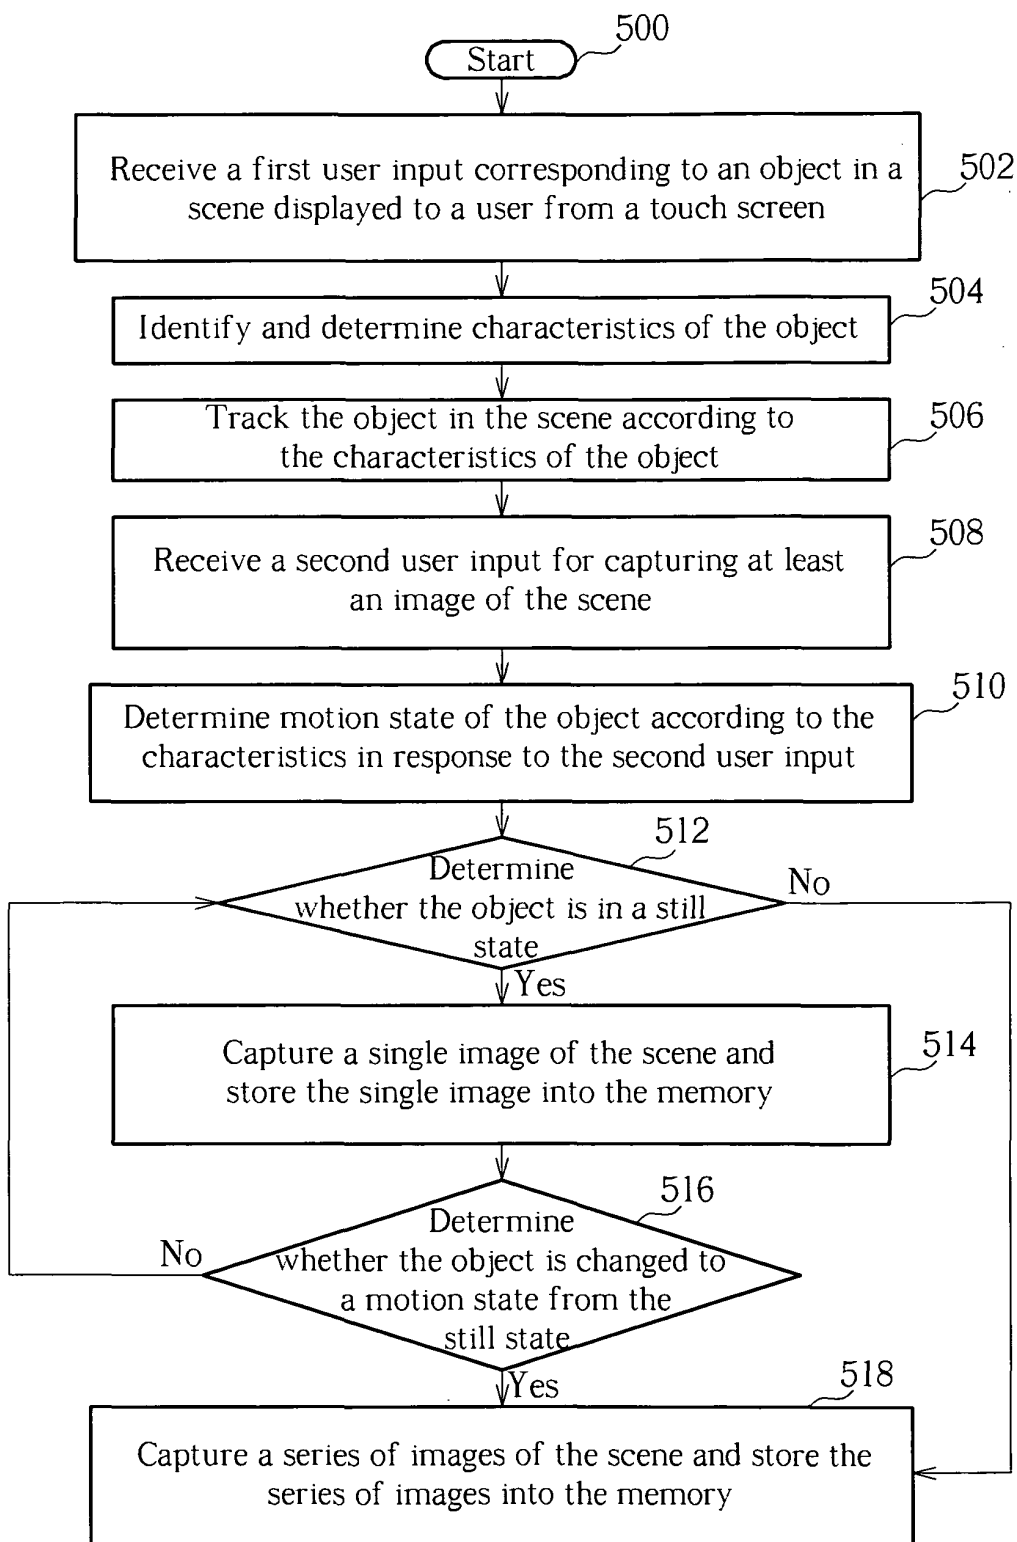 500
Start
Receive a first user input corresponding to an object in a
scene displayed to a user from a touch screen
502
504
Identify and determine characteristics of the object
Track the object in the scene according to
the characteristics of the object
506
508
Receive a second user input for capturing at least
an image of the scene
510
Determine motion state of the object according to the
characteristics in response to the second user input
512
Determine
whether the object is in a still
state
No
Yes
Capture a single image of the scene and
store the single image into the memory
514
516
Determine
whether the object is changed to
a motion state from the
still state
No
Yes
518
Capture a series of images of the scene and store the
series of images into the memory